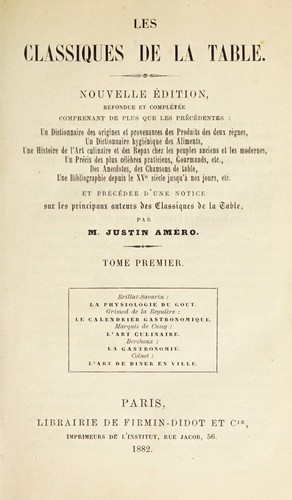 LES
CLASSIQUES DE LA TABLE.
NOUVELLE ÉDITION,
REFONDUE ET COMPLÉTÉE
COMPRENANT DE PLUS QUE LES PRÉCÉDENTES :
Un Dictionnaire des origines et provenances des Produits des deux règnes,
Un Dictionnaire hygiénique des Aliments,
Une Histoire de l'Art culinaire et des Repas chez les peuples anciens et les modernes,
Un Précis des plus célèbres praticiens, Gourmands, etc.,
Des Anecdotes, des Chansons de table,
Une Bibliographie depuis le XVe siècle jusqu'à nos jours, etc.
ET PRÉCÉDÉE D'UNE NOTICE
sur les principaux auteurs des Classiques de la Table,
PAR
M. JUSTIN AMERO.
TOME PREMIER.
Brillat-Savarin :
LA PHYSIOLOGIE DU GOUT.
Grimod de la Reynière :
LE CALENDRIER GASTRONOMIQUE.
Marquis de Cussy :
L'ART CULINAIRE.
Berchoux :
LA GASTRONOMIE.
Colnet :
L'ART DE DINER EN VILLE.
PARIS,
LIBRAIRIE DE FIRMIN-DIDOT ET CIE,
IMPRIMEURS DE L'INSTITUT, RUE JACOB, 56.
1882.